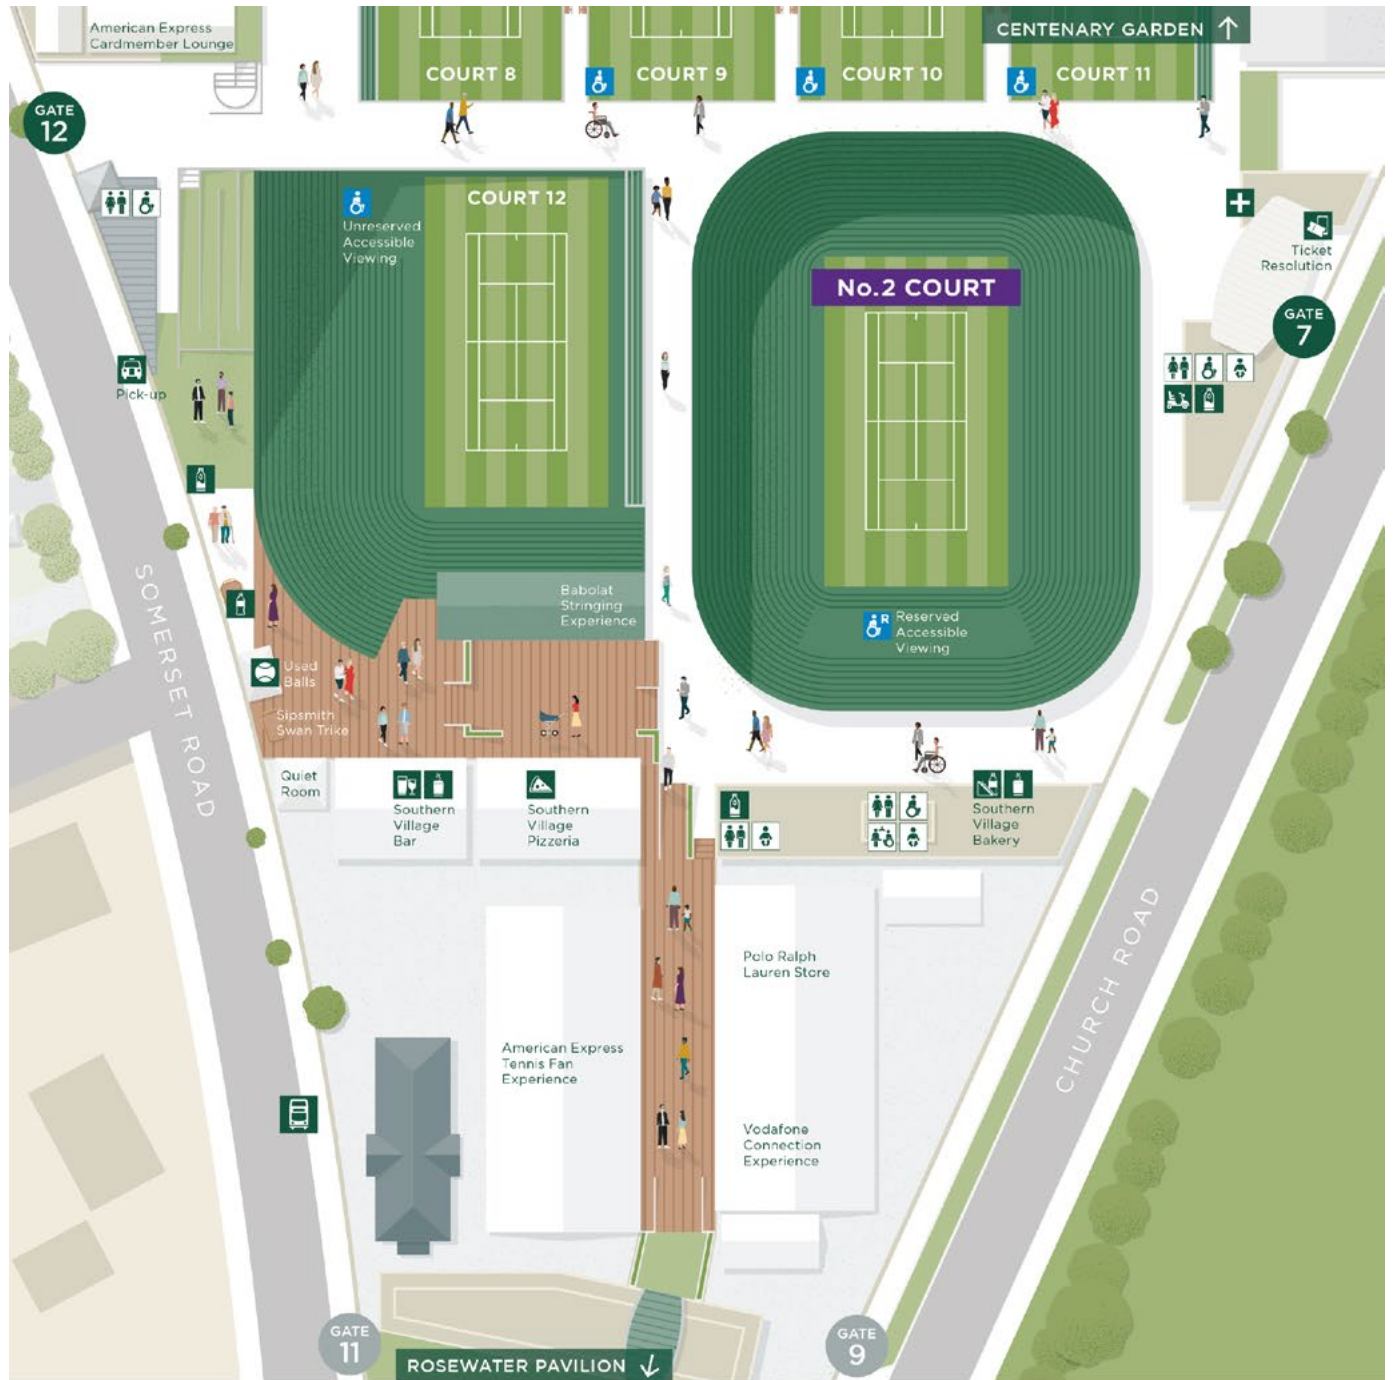 American Express
Cardmember Lounge
CENTENARY GARDEN
COURT 8
COURT 9
COURT 10
COURT 11
GATE
12
COURT 12
Unreserved
Accessible
Viewing
No.2 COURT
Ticket
Resolution
GATE
7
Pick-up
SOMERSET ROAD
Babolat
Stringing
Experience
R
Reserved
Accessible
Viewing
Used
Balls
Sipsmith
Swan Trike
Quiet
Room
Southern
Village
Bar
Southern
Village
Pizzeria
Southern
Village
Bakery
CHURCH ROAD
Polo Ralph
Lauren Store
American Express
Tennis Fan
Experience
Vodafone
Connection
Experience
GATE
11
GATE
9
ROSEWATER PAVILION